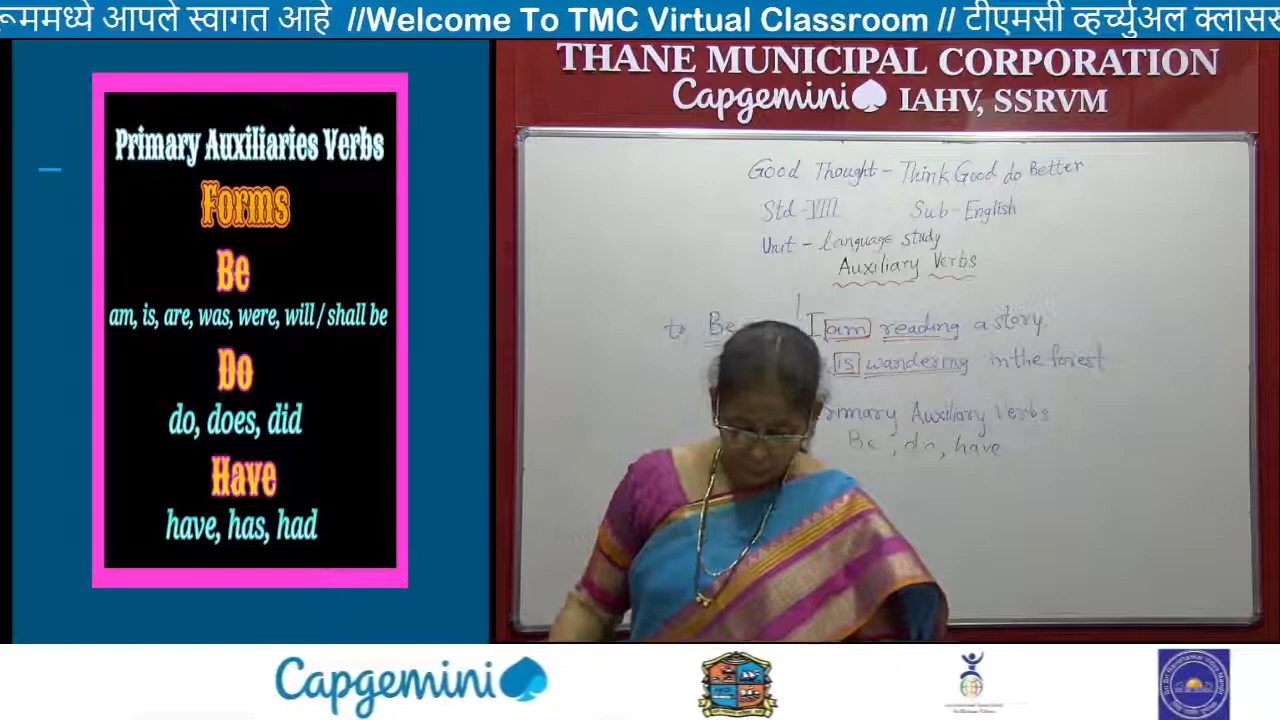 रूममध्ये आपले स्वागत आहे //Welcome To TMC Virtual Classroom // टीएमसी व्हर्च्युअल क्लासरू
Primary Auxiliaries Verbs
Forms
Be
am, is, are, was, were, will / shall be
Do
do, does, did
Have
have, has, had
THANE MUNICIPAL CORPORATION
Capgemini IAHV, SSRVM
Good Thought - Think Good do Better
Std - VIII Sub - English
Unit - language study
Auxiliary Verbs
to Be I am reading a story.
is wandering in the forest
Auxiliary Verbs
Be, do, have
Capgemini